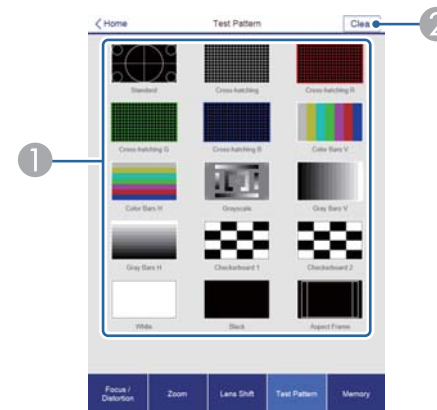 Home
Test Pattern
Clea
2
1
Standard
Cross-hatching
Cross-hatching R
Cross-hatching G
Cross-hatching B
Color Bars V
Color Bars H
Grayscale
Gray Bars V
Gray Bars H
Checkerboard 1
Checkerboard 2
White
Black
Aspect Frame
Focus /
Distortion
Zoom
Lens Shift
Test Pattern
Memory